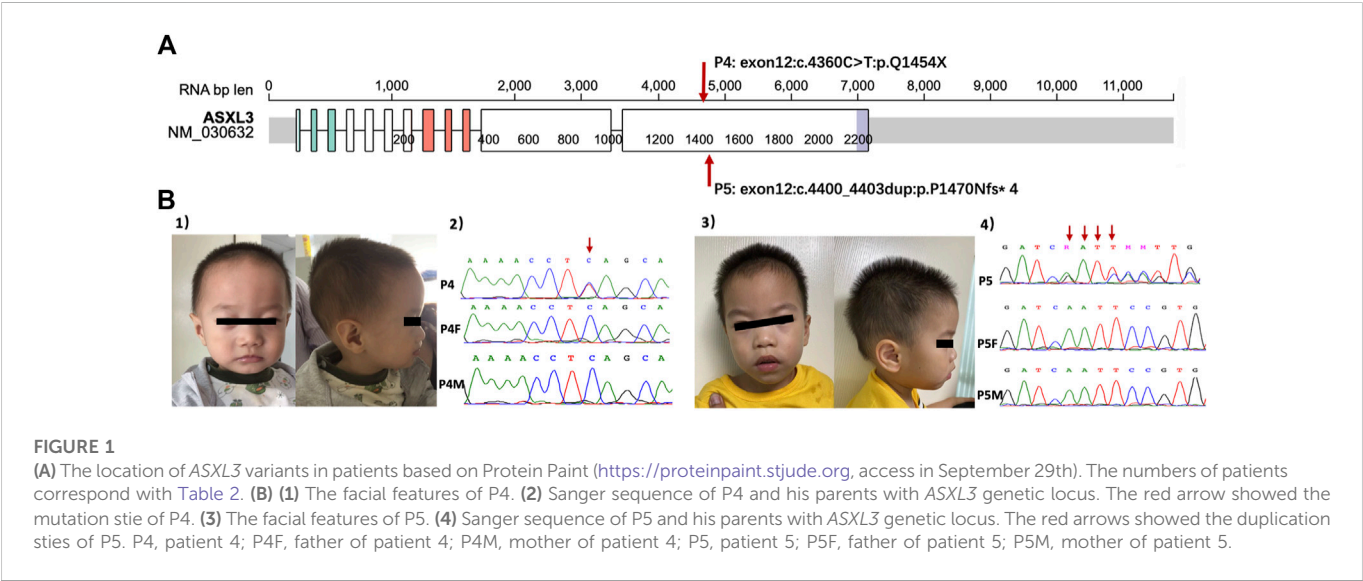 A
P4: exon12:c.4360C>T:p.Q1454X
RNA bp len 0 1,000 2,000 3,000 4,000 5,000 6,000 7,000 8,000 9,000 10,000 11,000
ASXL3
NM_030632
200 400 600 800 1000 1200 1400 1600 1800 2000 2200
P5: exon12:c.4400_4403dup:p.P1470Nfs* 4
B
1)
2)
A A A A C C T C A G C A
P4
A A A A C C T C A G C A
P4F
A A A A C C T C A G C A
P4M
3)
4)
G A T C R A T T M M T T G
P5
G A T C A A T T C C G T G
P5F
G A T C A A T T C C G T G
P5M
FIGURE 1
(A) The location of ASXL3 variants in patients based on Protein Paint (https://proteinpaint.stjude.org, access in September 29th). The numbers of patients
correspond with Table 2. (B) (1) The facial features of P4. (2) Sanger sequence of P4 and his parents with ASXL3 genetic locus. The red arrow showed the
mutation stie of P4. (3) The facial features of P5. (4) Sanger sequence of P5 and his parents with ASXL3 genetic locus. The red arrows showed the duplication
sties of P5. P4, patient 4; P4F, father of patient 4; P4M, mother of patient 4; P5, patient 5; P5F, father of patient 5; P5M, mother of patient 5.